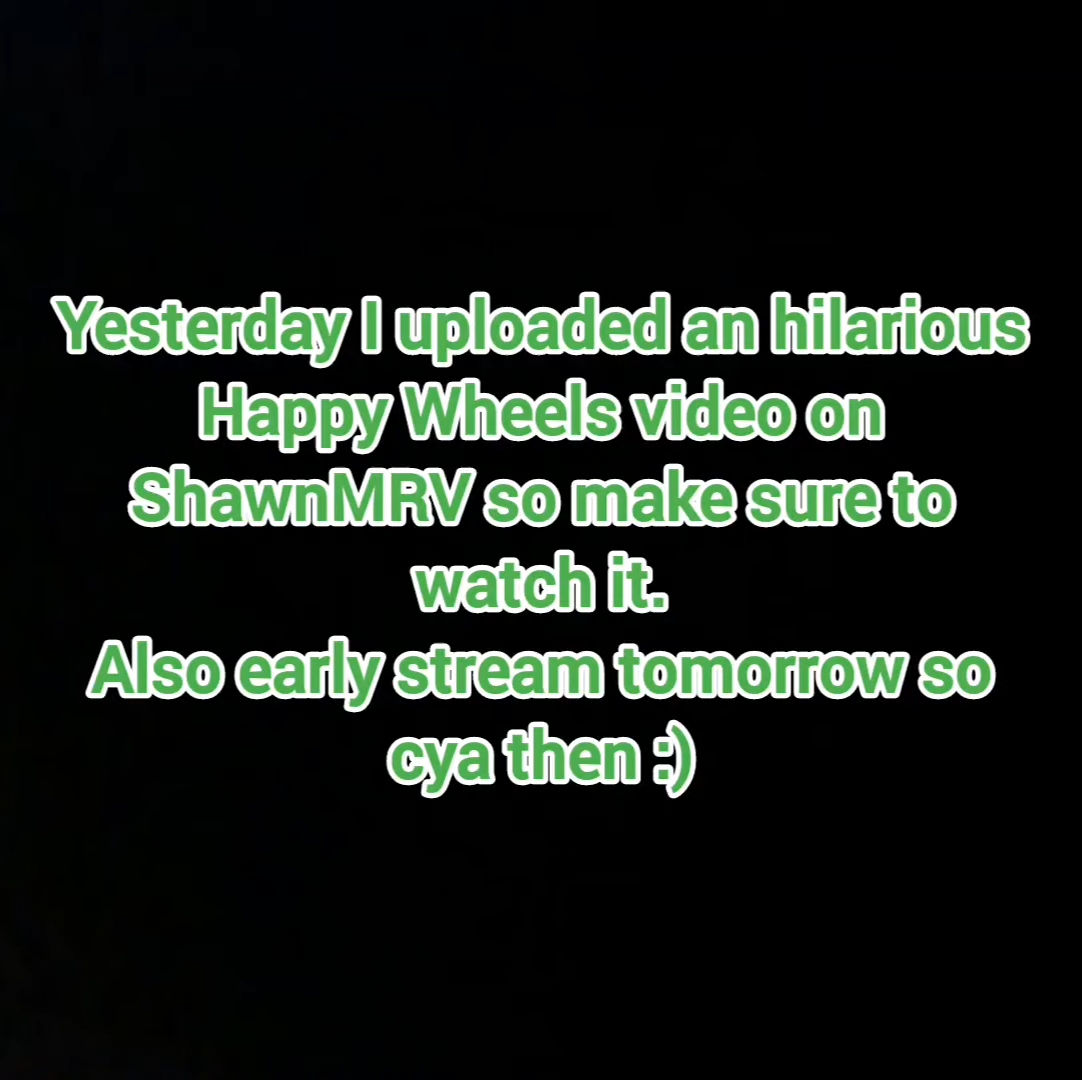 Yesterday I uploaded an hilarious
Happy Wheels video on
ShawnMRV so make sure to
watch it.
Also early stream tomorrow so
cya then :)